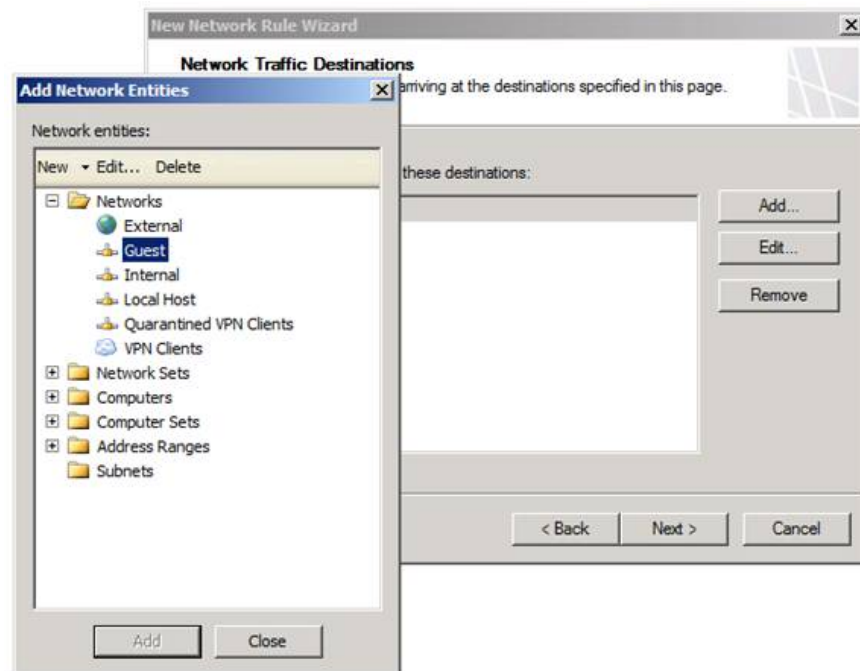 New Network Rule Wizard
Network Traffic Destinations
arriving at the destinations specified in this page.
these destinations:
Add...
Edit...
Remove
< Back Next > Cancel
Add Network Entities
Network entities:
New Edit... Delete
Networks
External
Guest
Internal
Local Host
Quarantined VPN Clients
VPN Clients
Network Sets
Computers
Computer Sets
Address Ranges
Subnets
Add Close